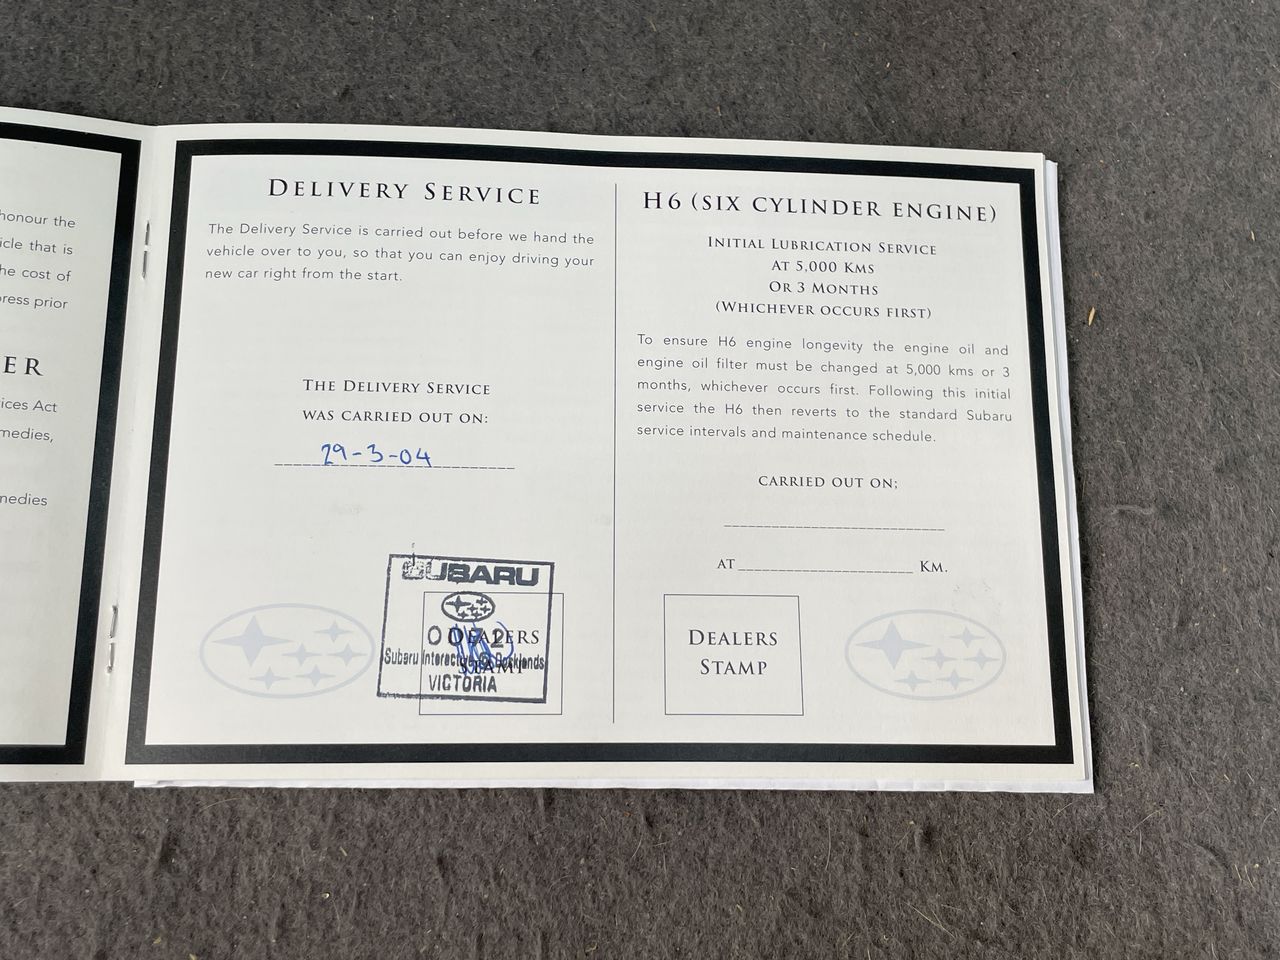 honour the
icle that is
he cost of
press prior
ER
ices Act
medies,
medies
DELIVERY SERVICE
The Delivery Service is carried out before we hand the
vehicle over to you, so that you can enjoy driving your
new car right from the start.
THE DELIVERY SERVICE
WAS CARRIED OUT ON:
29-3-04
SUBARU
0072
DEALERS
STAMP
Subaru Interactive @ Docklands
VICTORIA
H6 (SIX CYLINDER ENGINE)
INITIAL LUBRICATION SERVICE
AT 5,000 KMS
OR 3 MONTHS
(WHICHEVER OCCURS FIRST)
To ensure H6 engine longevity the engine oil and
engine oil filter must be changed at 5,000 kms or 3
months, whichever occurs first. Following this initial
service the H6 then reverts to the standard Subaru
service intervals and maintenance schedule.
CARRIED OUT ON;
AT KM.
DEALERS
STAMP